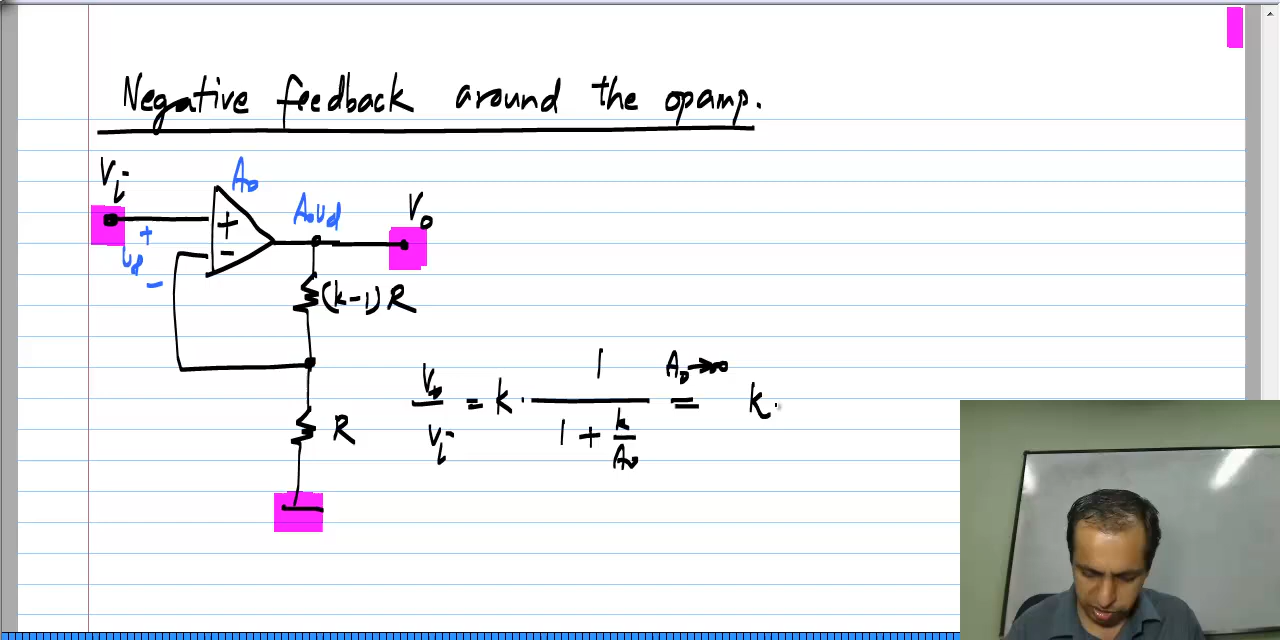 Negative feedback around the opamp.
Vi
A0
A0vd
Vo
+
+
-
vd
-
(k-1)R
R
Vo/Vi = k · 1/(1 + k/A0) = k.
A0→∞